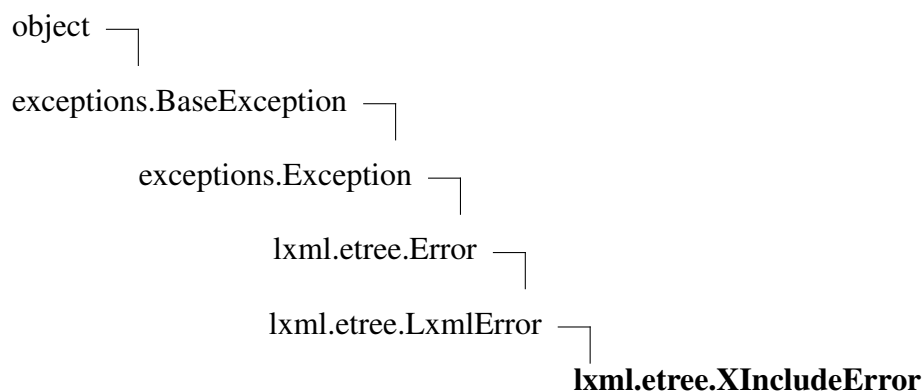 object
exceptions.BaseException
exceptions.Exception
lxml.etree.Error
lxml.etree.LxmlError
lxml.etree.XIncludeError